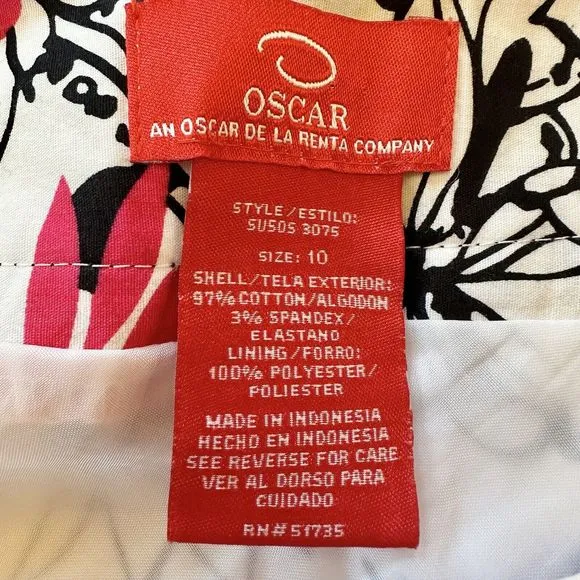 OSCAR
AN OSCAR DE LA RENTA COMPANY
STYLE/ESTILO:
SU50S 3075
SIZE: 10
SHELL/TELA EXTERIOR:
97% COTTON/ALGODON
3% SPANDEX/
ELASTANO
LINING/FORRO:
100% POLYESTER/
POLIESTER
MADE IN INDONESIA
HECHO EN INDONESIA
SEE REVERSE FOR CARE
VER AL DORSO PARA
CUIDADO
RN# 51735